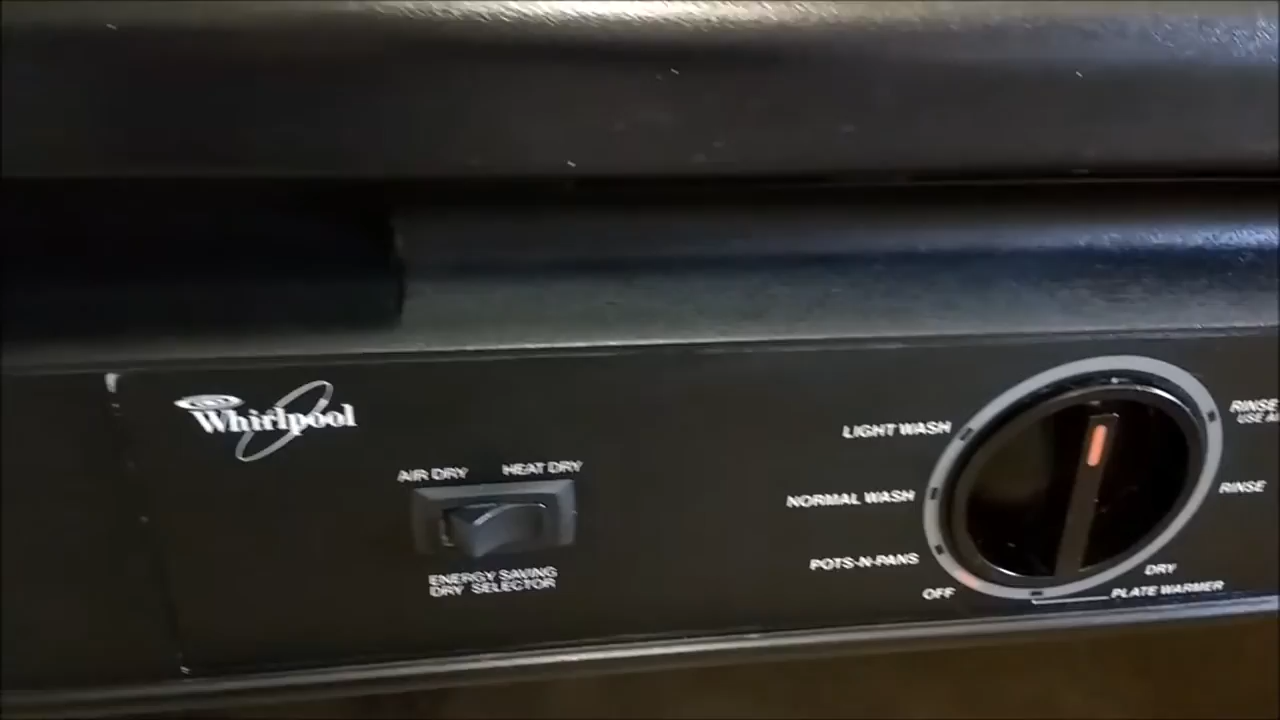 Whirlpool
AIR DRY HEAT DRY
ENERGY SAVING
DRY SELECTOR
LIGHT WASH
NORMAL WASH
POTS-N-PANS
OFF
RINSE
USE
RINSE
DRY
PLATE WARMER